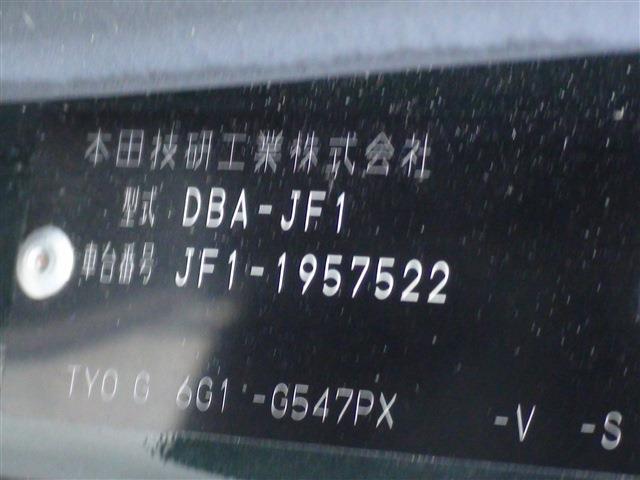 本田技研工業株式会社
型式 DBA-JF1
車台番号 JF1-1957522
TYO G 6G1 -G547PX -V -S